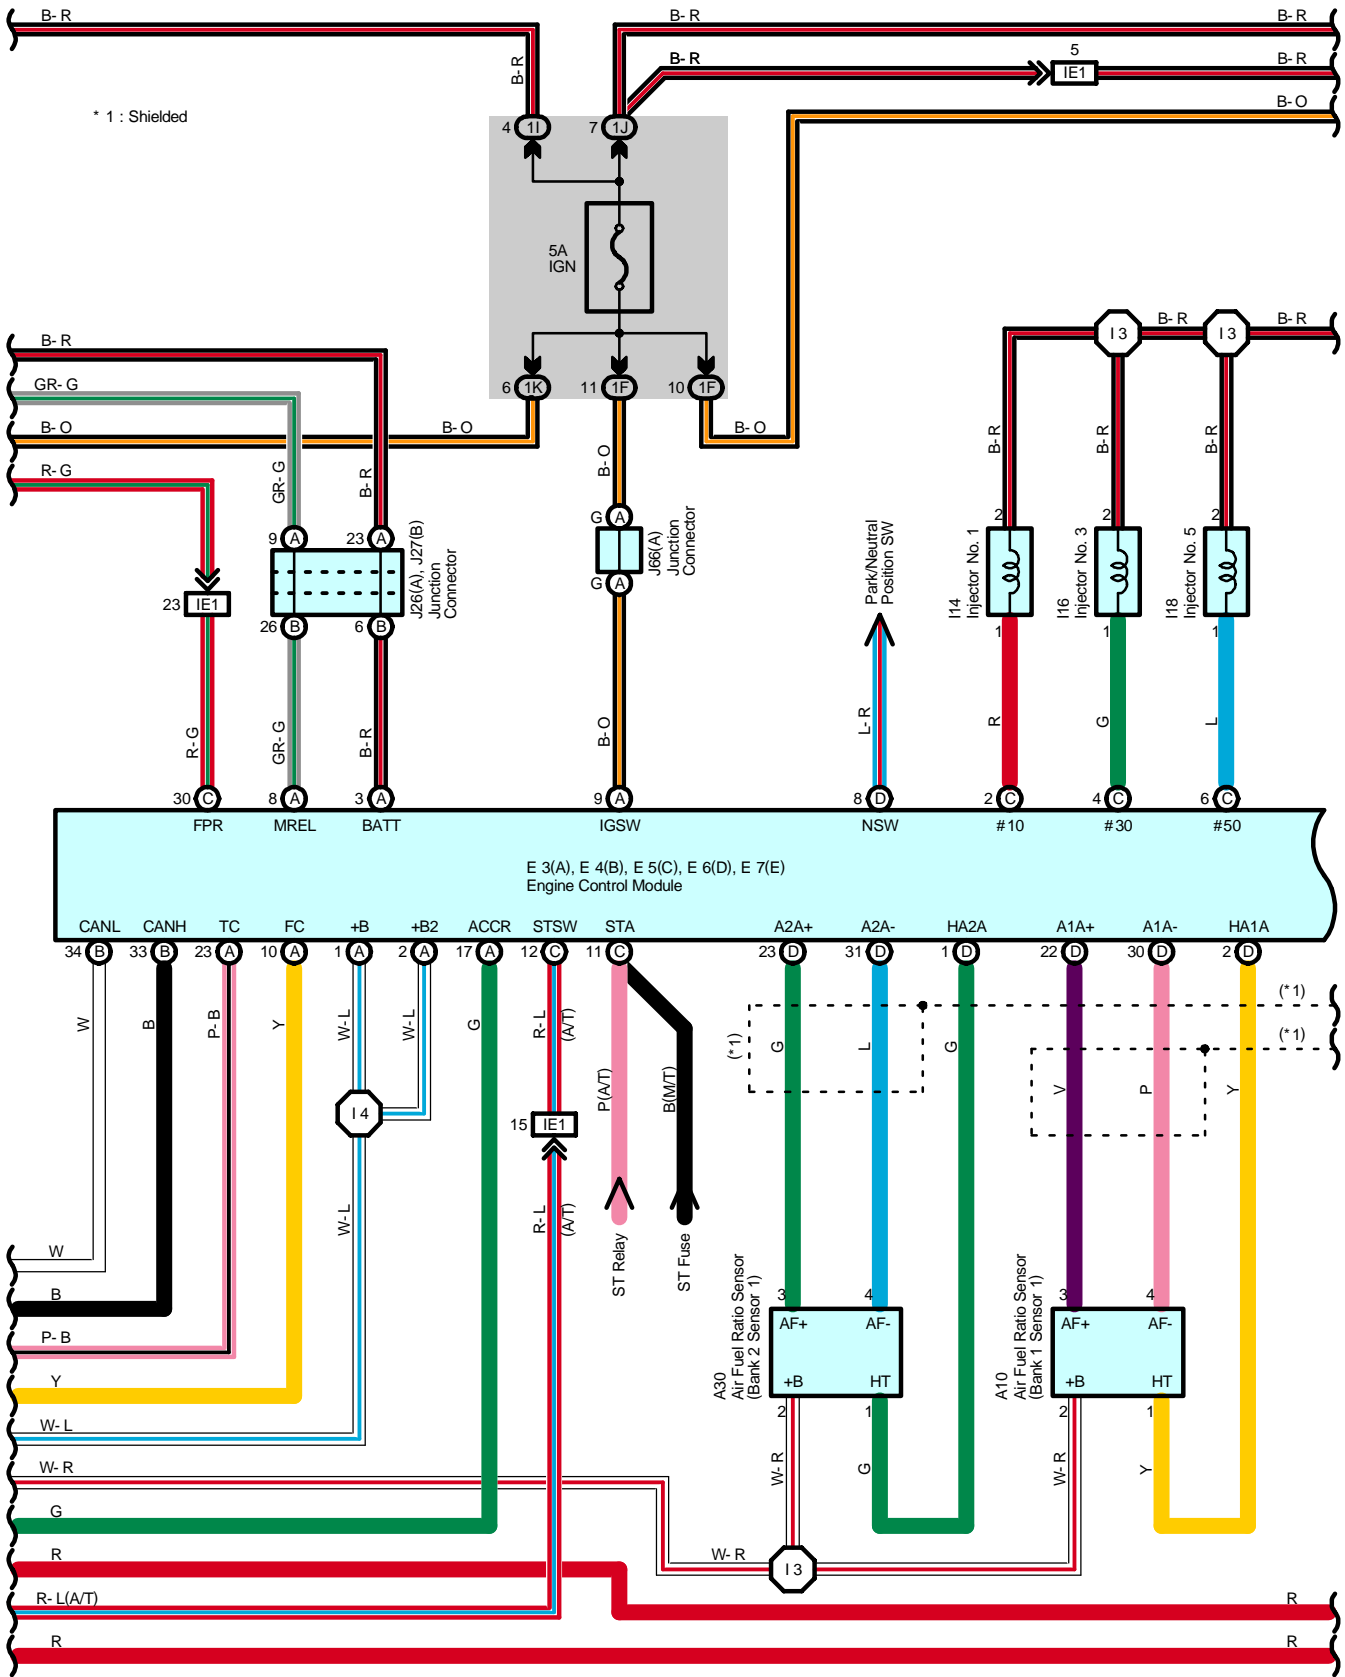 B-R
B-R
B-R
B-R
B-R
5
IE1
B-R
B-R
B-O
* 1 : Shielded
4 1I
7 1J
5A
IGN
6 1K
11 1F
10 1F
B-R
GR-G
B-O
B-O
B-O
R-G
GR-G
B-R
B-O
I 3
B-R
I 3
B-R
B-R
B-R
B-R
9 A
23 A
J26(A), J27(B)
Junction
Connector
26 B
6 B
23 IE1
G A
G A
J66(A)
Junction
Connector
Park/Neutral
Position SW
2
I14
Injector No. 1
1
2
I16
Injector No. 3
1
2
I18
Injector No. 5
1
R-G
GR-G
B-R
B-O
L-R
R
G
L
30 C
8 A
3 A
9 A
8 D
2 C
4 C
6 C
FPR
MREL
BATT
IGSW
NSW
#10
#30
#50
E 3(A), E 4(B), E 5(C), E 6(D), E 7(E)
Engine Control Module
CANL
CANH
TC
FC
+B
+B2
ACCR
STSW
STA
A2A+
A2A-
HA2A
A1A+
A1A-
HA1A
34 B
33 B
23 A
10 A
1 A
2 A
17 A
12 C
11 C
23 D
31 D
1 D
22 D
30 D
2 D
W
B
P-B
Y
W-L
W-L
G
R-L
(A/T)
P(A/T)
B(M/T)
(*1)
G
L
G
(*1)
(*1)
V
P
Y
I 4
15 IE1
W-L
R-L
(A/T)
ST Relay
ST Fuse
W
B
P-B
Y
W-L
W-R
G
R
R-L(A/T)
R
3
4
AF+
AF-
+B
HT
A30
Air Fuel Ratio Sensor
(Bank 2 Sensor 1)
2
1
W-R
G
3
4
AF+
AF-
+B
HT
A10
Air Fuel Ratio Sensor
(Bank 1 Sensor 1)
2
1
W-R
Y
W-R
I 3
R
R